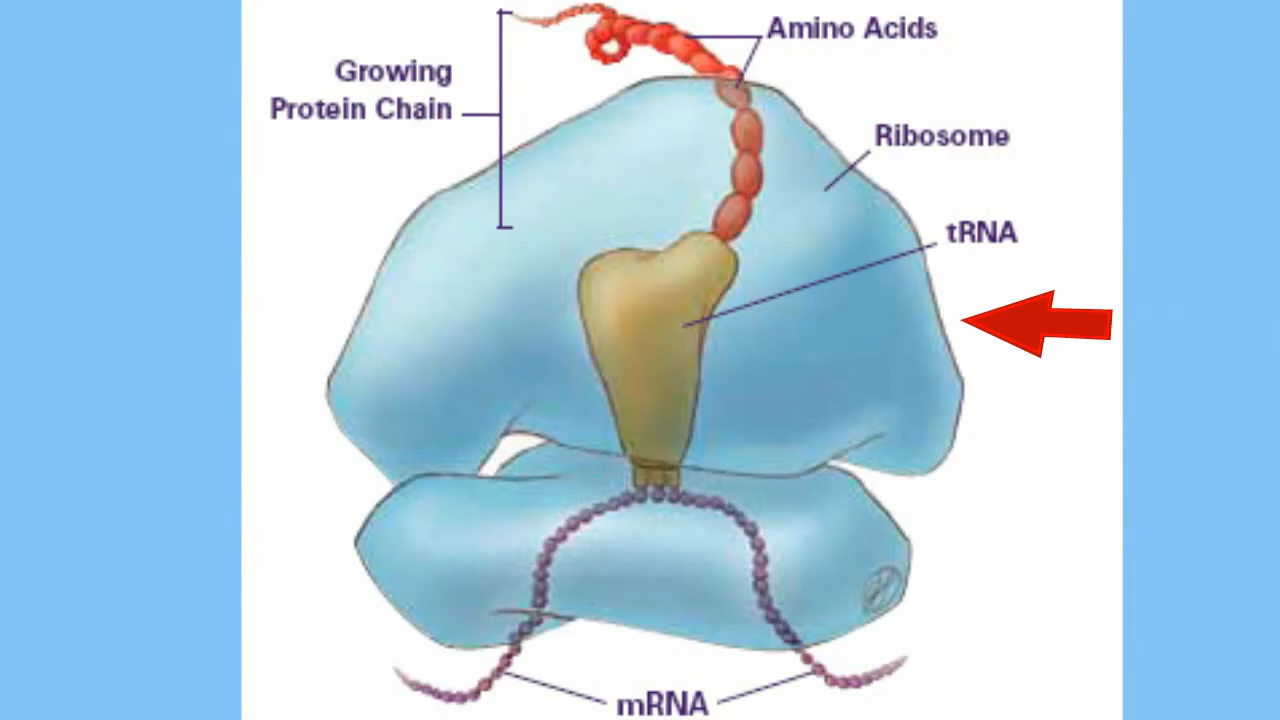 Amino Acids
Growing
Protein Chain
Ribosome
tRNA
mRNA